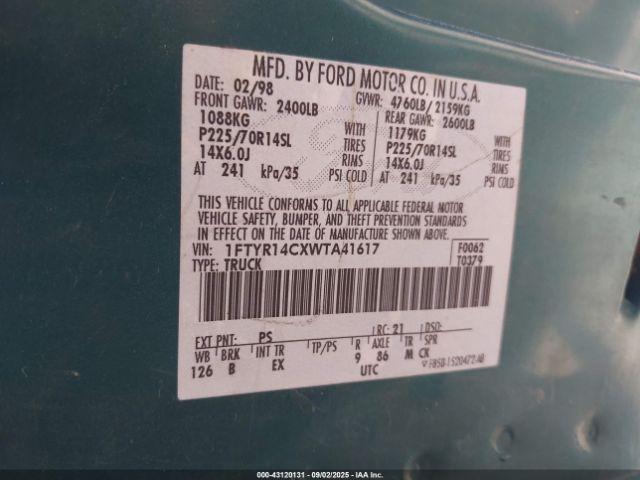 MFD. BY FORD MOTOR CO. IN U.S.A.
DATE: 02/98 GVWR: 4760LB/ 2159KG
FRONT GAWR: 2400LB REAR GAWR: 2600LB
1088KG WITH 1179KG WITH
P225/70R14SL TIRES P225/70R14SL TIRES
14X6.0J RIMS 14X6.0J RIMS
AT 241 kPa/35 PSI COLD AT 241 kPa/35 PSI COLD
THIS VEHICLE CONFORMS TO ALL APPLICABLE FEDERAL MOTOR
VEHICLE SAFETY, BUMPER, AND THEFT PREVENTION STANDARDS
IN EFFECT ON THE DATE OF MANUFACTURE SHOWN ABOVE.
VIN: 1FTYR14CXWTA41617 F0062
TYPE: TRUCK T0379
EXT PNT: PS RC: 21 DSO:
WB BRK INT TR TP/PS R AXLE TR SPR
126 B EX 9 86 M CK
UTC
000-43120131 - 09/02/2025 - IAA Inc.